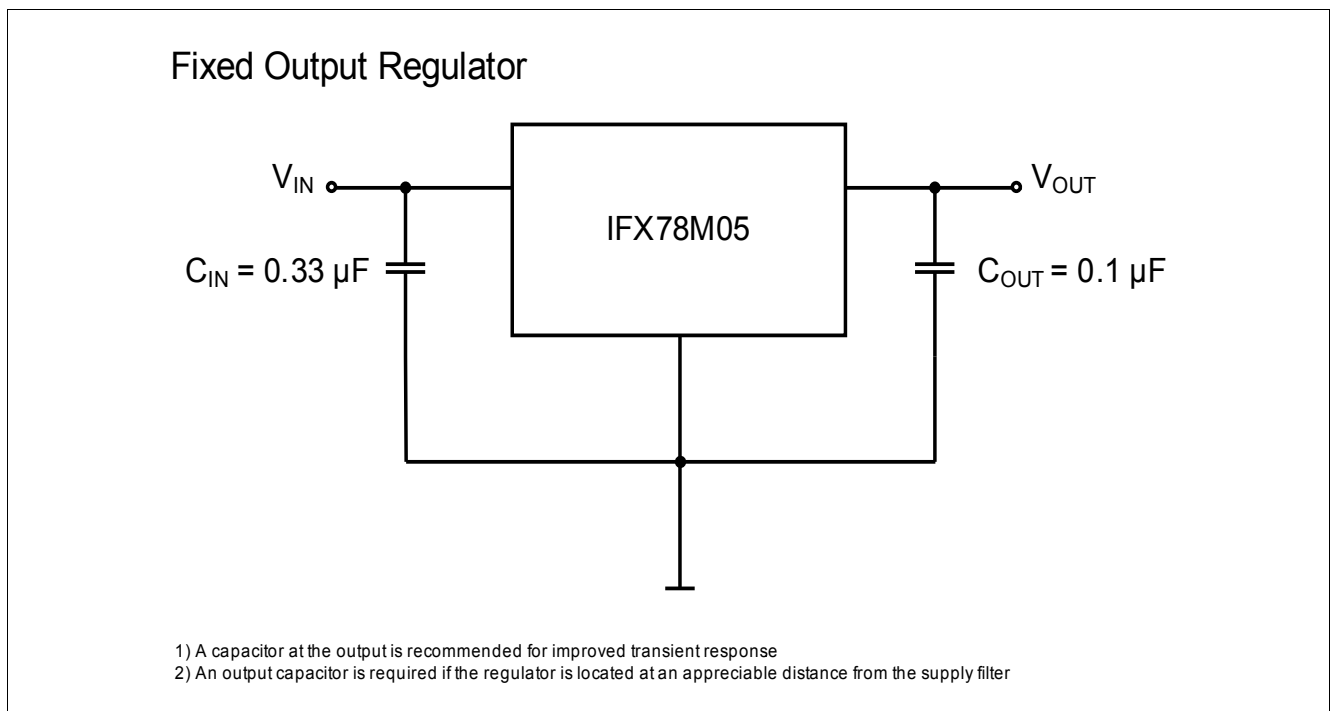 Fixed Output Regulator
VIN
IFX78M05
VOUT
CIN = 0.33 µF
COUT = 0.1 µF
1) A capacitor at the output is recommended for improved transient response
2) An output capacitor is required if the regulator is located at an appreciable distance from the supply filter